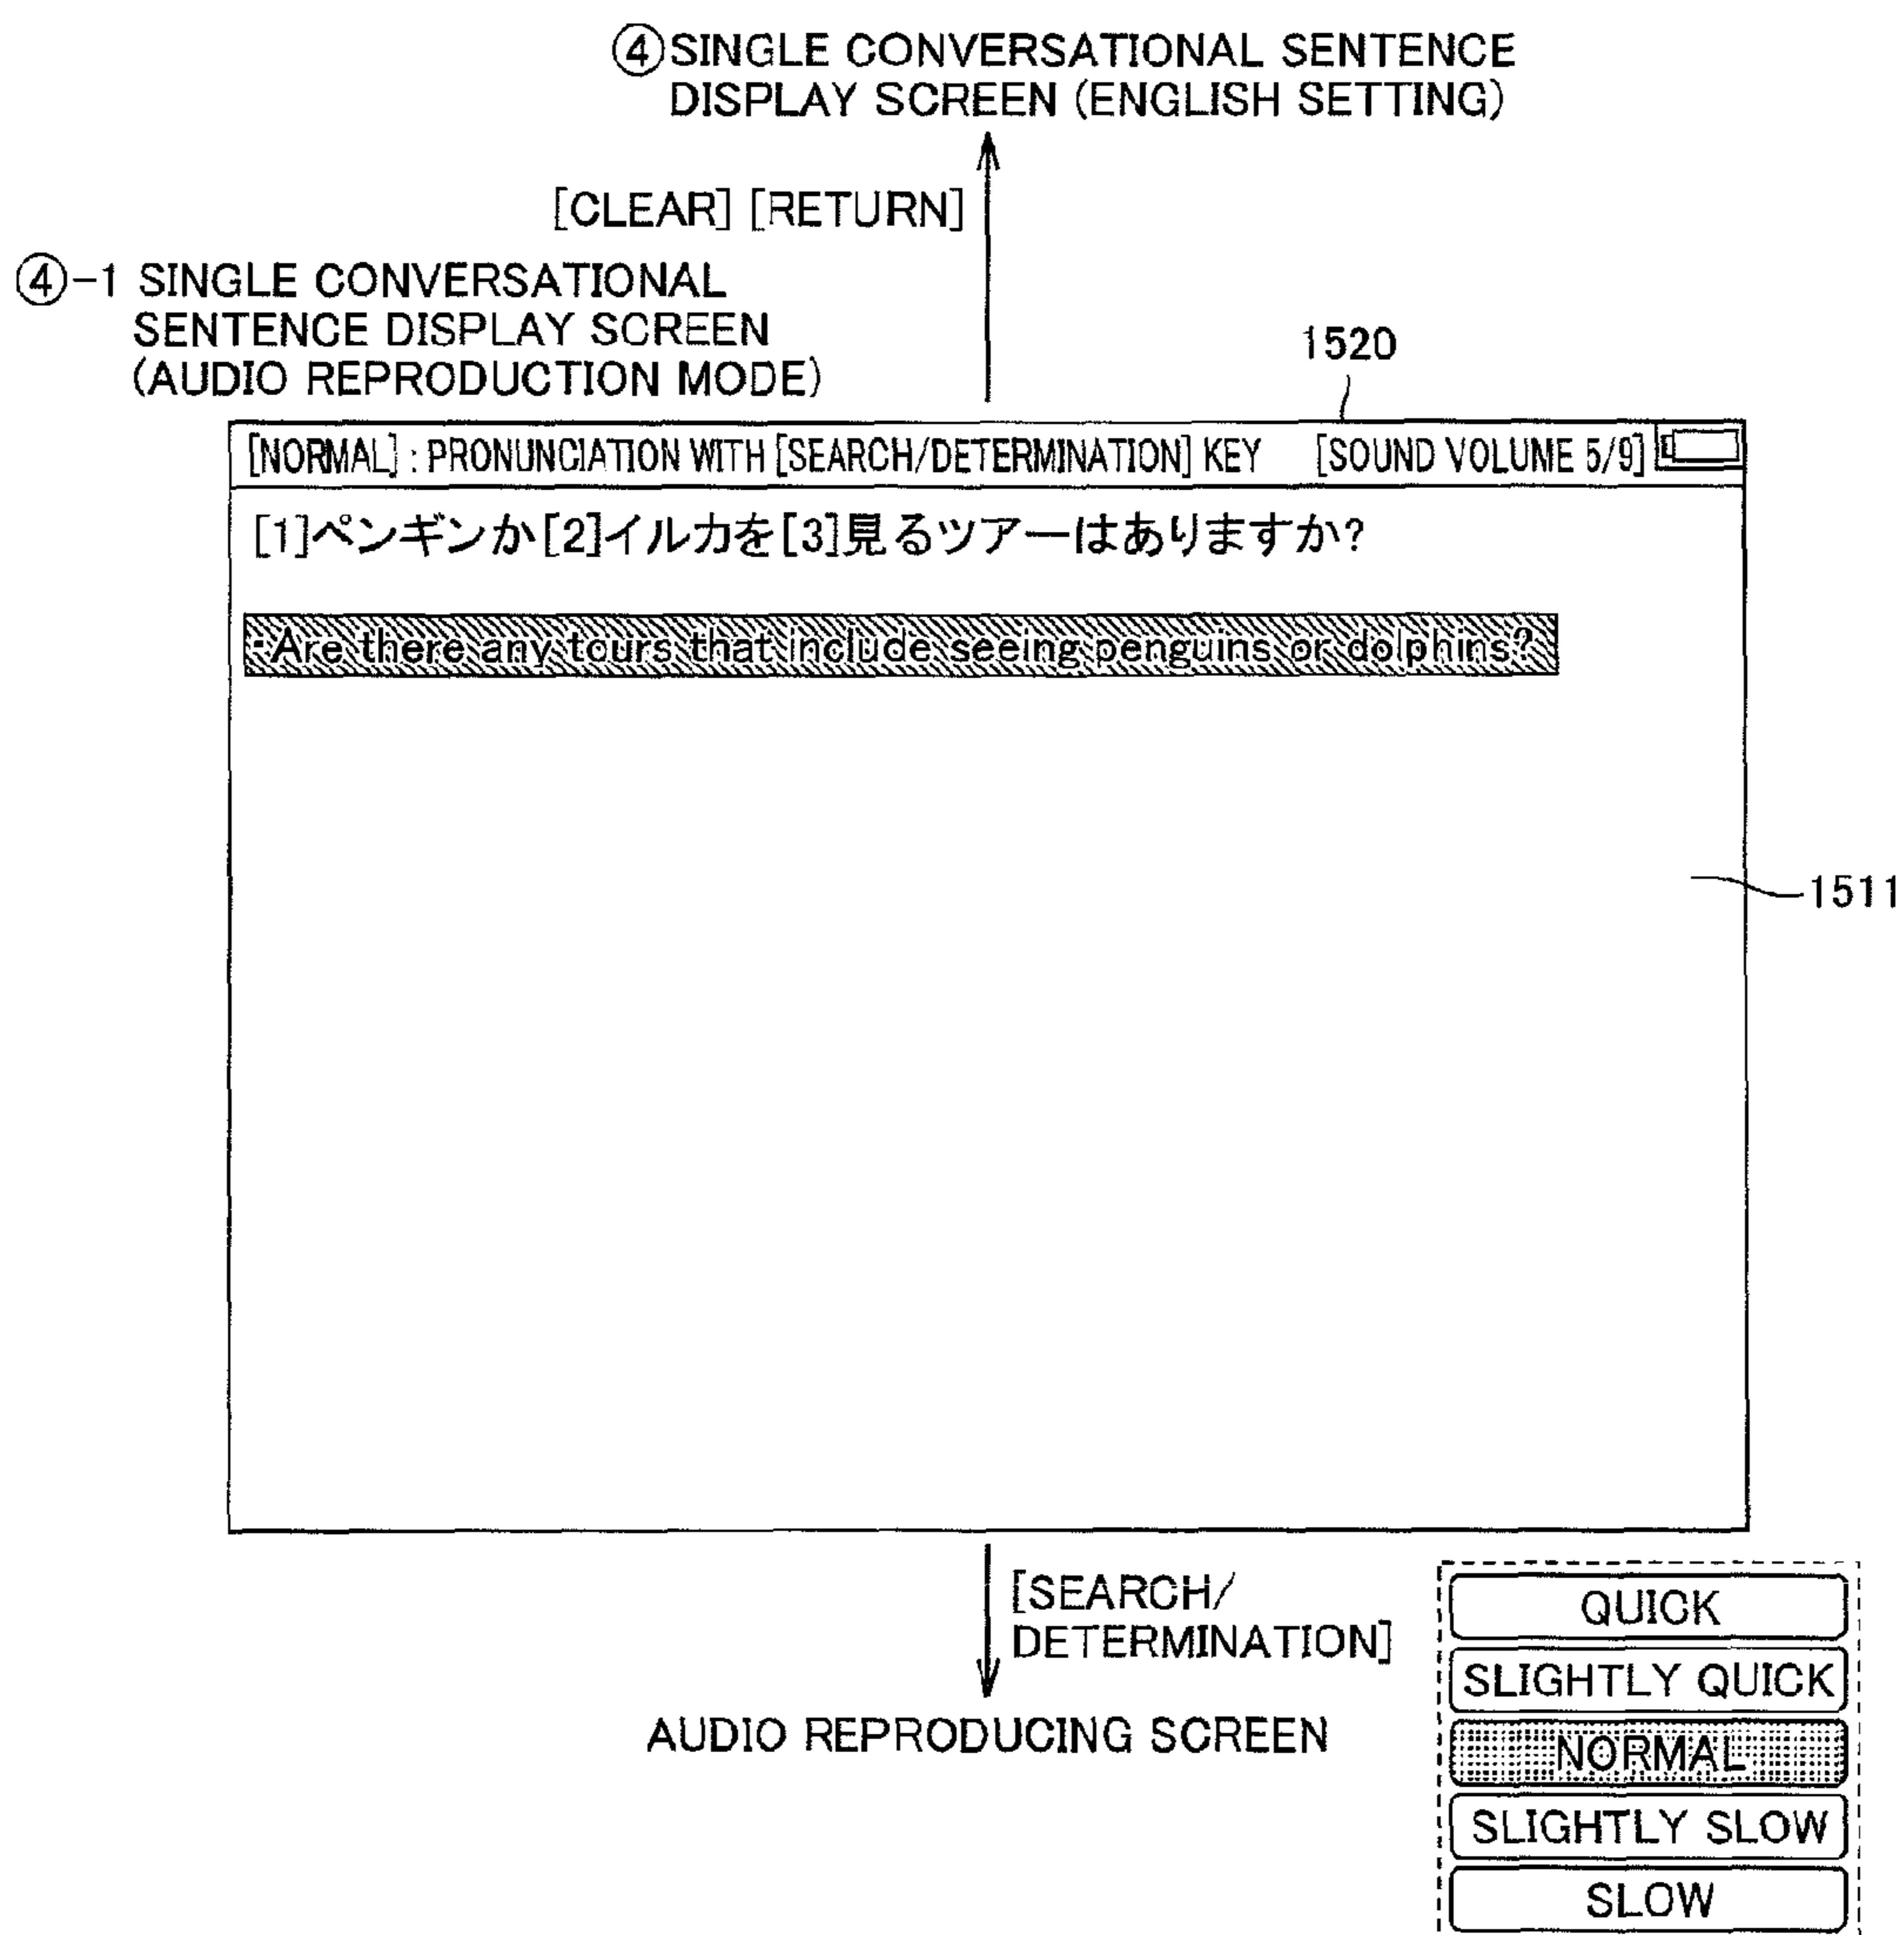 ④SINGLE CONVERSATIONAL SENTENCE
DISPLAY SCREEN (ENGLISH SETTING)
[CLEAR] [RETURN]
④-1 SINGLE CONVERSATIONAL
SENTENCE DISPLAY SCREEN
(AUDIO REPRODUCTION MODE)
1520
[NORMAL] : PRONUNCIATION WITH [SEARCH/DETERMINATION] KEY [SOUND VOLUME 5/9]
[1]ペンギンか[2]イルカを[3]見るツアーはありますか?
・Are there any tours that include seeing penguins or dolphins?
1511
[SEARCH/
DETERMINATION]
AUDIO REPRODUCING SCREEN
QUICK
SLIGHTLY QUICK
NORMAL
SLIGHTLY SLOW
SLOW